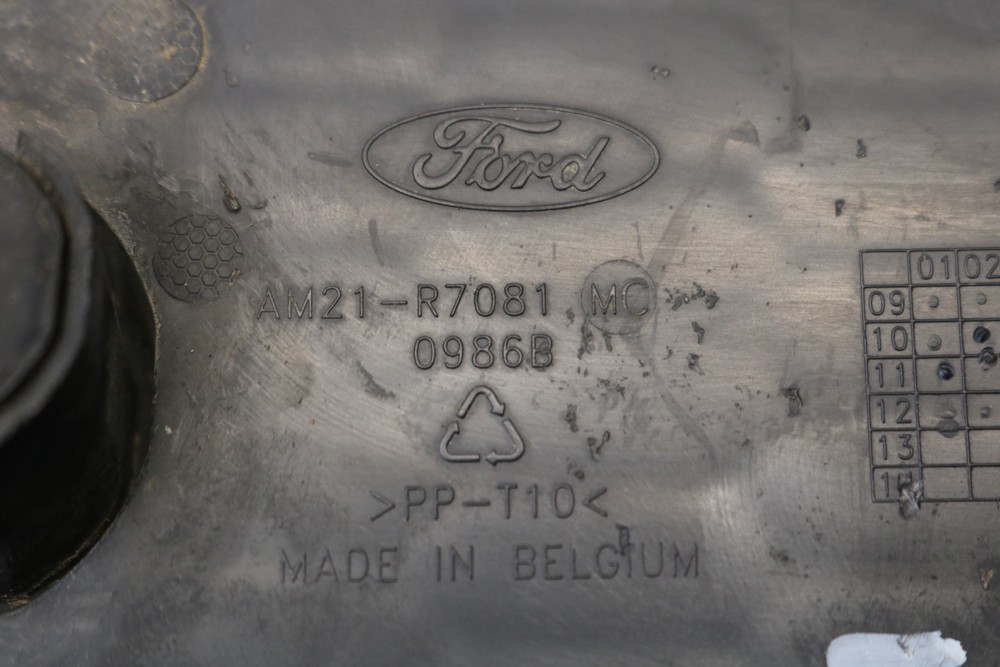 Ford
AM21-R7081 MC
0986B
>PP-T10<
MADE IN BELGIUM
01 02
09
10
11
12
13